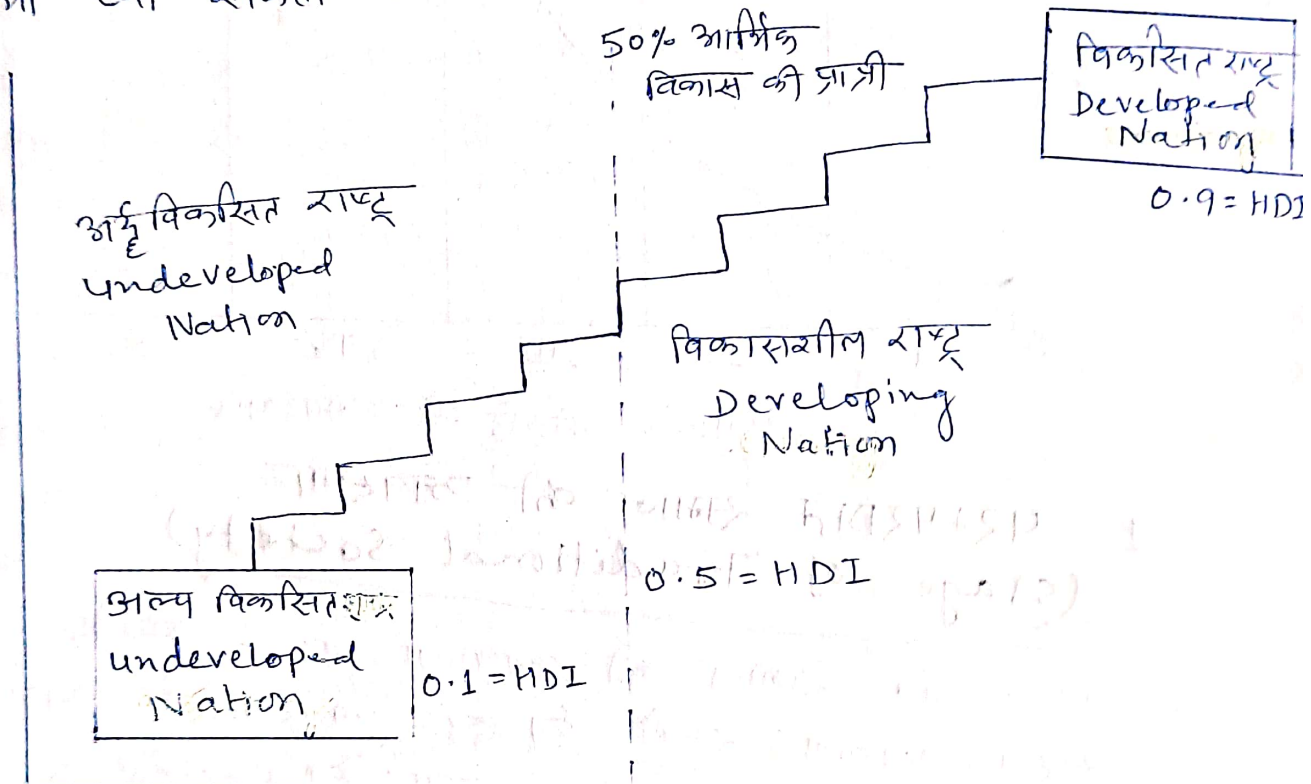 50% आर्थिक
विकास की प्राप्ती
विकसित राष्ट्र
Developed
Nation
0.9 = HDI
अर्द्ध विकसित राष्ट्र
undeveloped
Nation
विकासशील राष्ट्र
Developing
Nation
0.5 = HDI
अल्प विकसित राष्ट्र
undeveloped
Nation
0.1 = HDI